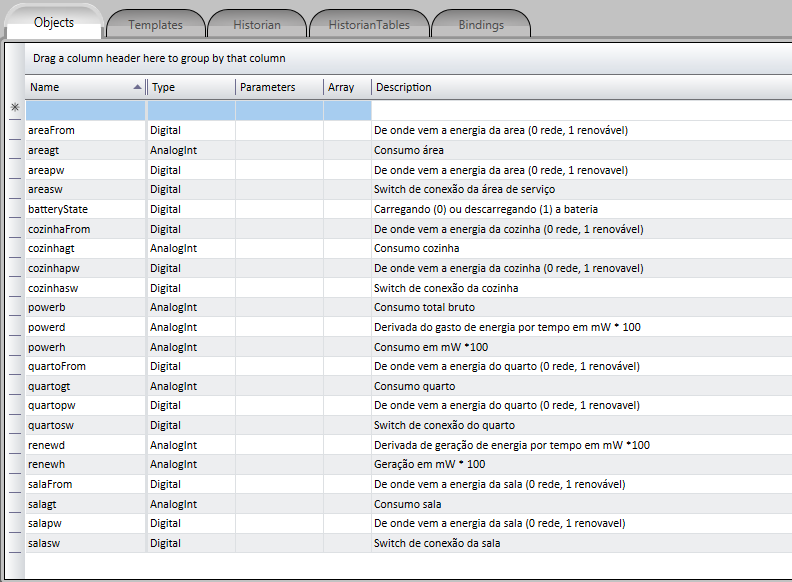 Objects Templates Historian HistorianTables Bindings
Drag a column header here to group by that column
Name Type Parameters Array Description
areaFrom Digital De onde vem a energia da area (0 rede, 1 renovável)
areagt AnalogInt Consumo área
areapw Digital De onde vem a energia da area (0 rede, 1 renovavel)
areasw Digital Switch de conexão da área de serviço
batteryState Digital Carregando (0) ou descarregando (1) a bateria
cozinhaFrom Digital De onde vem a energia da cozinha (0 rede, 1 renovável)
cozinhagt AnalogInt Consumo cozinha
cozinhapw Digital De onde vem a energia da cozinha (0 rede, 1 renovavel)
cozinhasw Digital Switch de conexão da cozinha
powerb AnalogInt Consumo total bruto
powerd AnalogInt Derivada do gasto de energia por tempo em mW * 100
powerh AnalogInt Consumo em mW *100
quartoFrom Digital De onde vem a energia do quarto (0 rede, 1 renovável)
quartogt AnalogInt Consumo quarto
quartopw Digital De onde vem a energia do quarto (0 rede, 1 renovavel)
quartosw Digital Switch de conexão do quarto
renewd AnalogInt Derivada de geração de energia por tempo em mW *100
renewh AnalogInt Geração em mW * 100
salaFrom Digital De onde vem a energia da sala (0 rede, 1 renovável)
salagt AnalogInt Consumo sala
salapw Digital De onde vem a energia da sala (0 rede, 1 renovavel)
salasw Digital Switch de conexão da sala